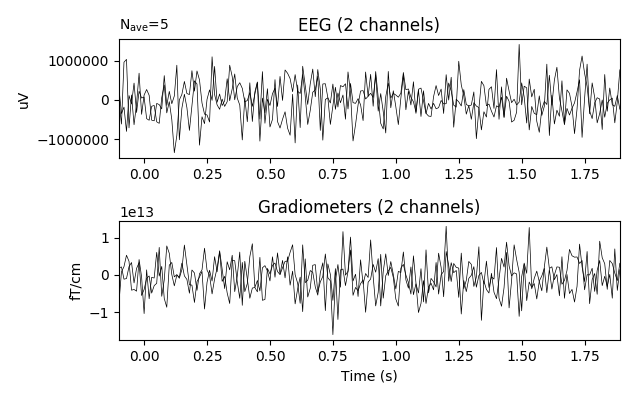 N_ave=5
EEG (2 channels)
1000000
0
−1000000
uV
0.00 0.25 0.50 0.75 1.00 1.25 1.50 1.75
1e13
Gradiometers (2 channels)
1
0
−1
fT/cm
0.00 0.25 0.50 0.75 1.00 1.25 1.50 1.75
Time (s)